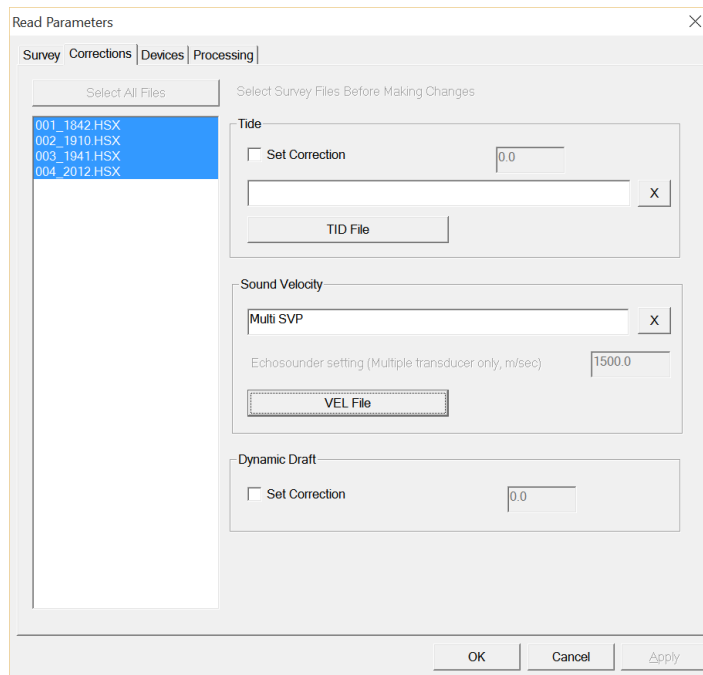 Read Parameters
Survey Corrections Devices Processing
Select All Files
Select Survey Files Before Making Changes
001_1842.HSX
002_1910.HSX
003_1941.HSX
004_2012.HSX
Tide
Set Correction 0.0
X
TID File
Sound Velocity
Multi SVP X
Echosounder setting (Multiple transducer only, m/sec) 1500.0
VEL File
Dynamic Draft
Set Correction 0.0
OK Cancel Apply